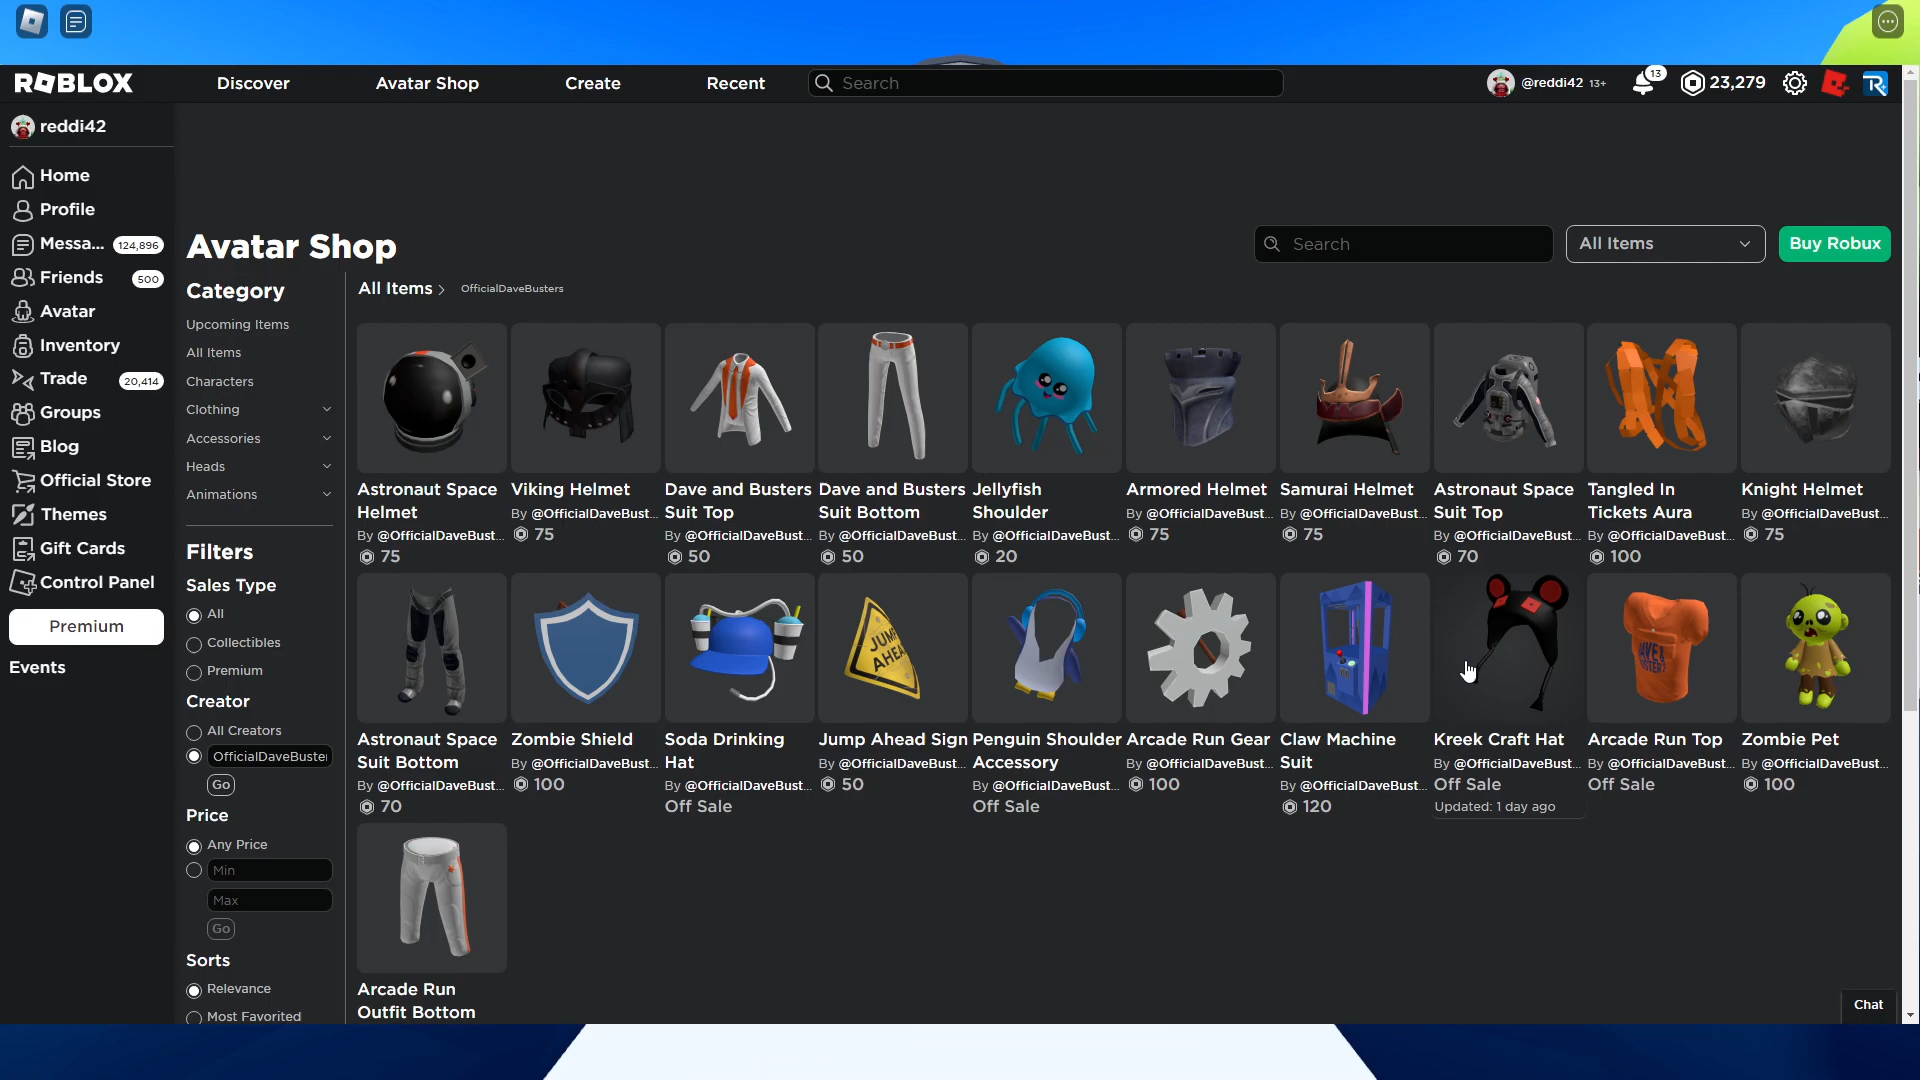 ROBLOX
Discover
Avatar Shop
Create
Recent
Search
@reddi42 13+
13
23,279
reddi42
Home
Profile
Messa... 124,896
Friends 500
Avatar
Inventory
Trade 20,414
Groups
Blog
Official Store
Themes
Gift Cards
Control Panel
Premium
Events
Avatar Shop
Search
All Items
Buy Robux
Category
Upcoming Items
All Items
Characters
Clothing
Accessories
Heads
Animations
Filters
Sales Type
All
Collectibles
Premium
Creator
All Creators
OfficialDaveBuster
Go
Price
Any Price
Min
Max
Go
Sorts
Relevance
Most Favorited
All Items > OfficialDaveBusters
Astronaut Space
Helmet
By @OfficialDaveBust...
75
Viking Helmet
By @OfficialDaveBust...
75
Dave and Busters
Suit Top
By @OfficialDaveBust...
50
Dave and Busters
Suit Bottom
By @OfficialDaveBust...
50
Jellyfish
Shoulder
By @OfficialDaveBust...
20
Armored Helmet
By @OfficialDaveBust...
75
Samurai Helmet
By @OfficialDaveBust...
75
Astronaut Space
Suit Top
By @OfficialDaveBust...
70
Tangled In
Tickets Aura
By @OfficialDaveBust...
100
Knight Helmet
By @OfficialDaveBust...
75
Astronaut Space
Suit Bottom
By @OfficialDaveBust...
70
Zombie Shield
By @OfficialDaveBust...
100
Soda Drinking
Hat
By @OfficialDaveBust...
Off Sale
JUMP
AHEAD
Jump Ahead Sign
By @OfficialDaveBust...
50
Penguin Shoulder
Accessory
By @OfficialDaveBust...
Off Sale
Arcade Run Gear
By @OfficialDaveBust...
100
Claw Machine
Suit
By @OfficialDaveBust...
120
Kreek Craft Hat
By @OfficialDaveBust...
Off Sale
Updated: 1 day ago
DAVE &
BUSTER'S
Arcade Run Top
By @OfficialDaveBust...
Off Sale
Zombie Pet
By @OfficialDaveBust...
100
Arcade Run
Outfit Bottom
Chat